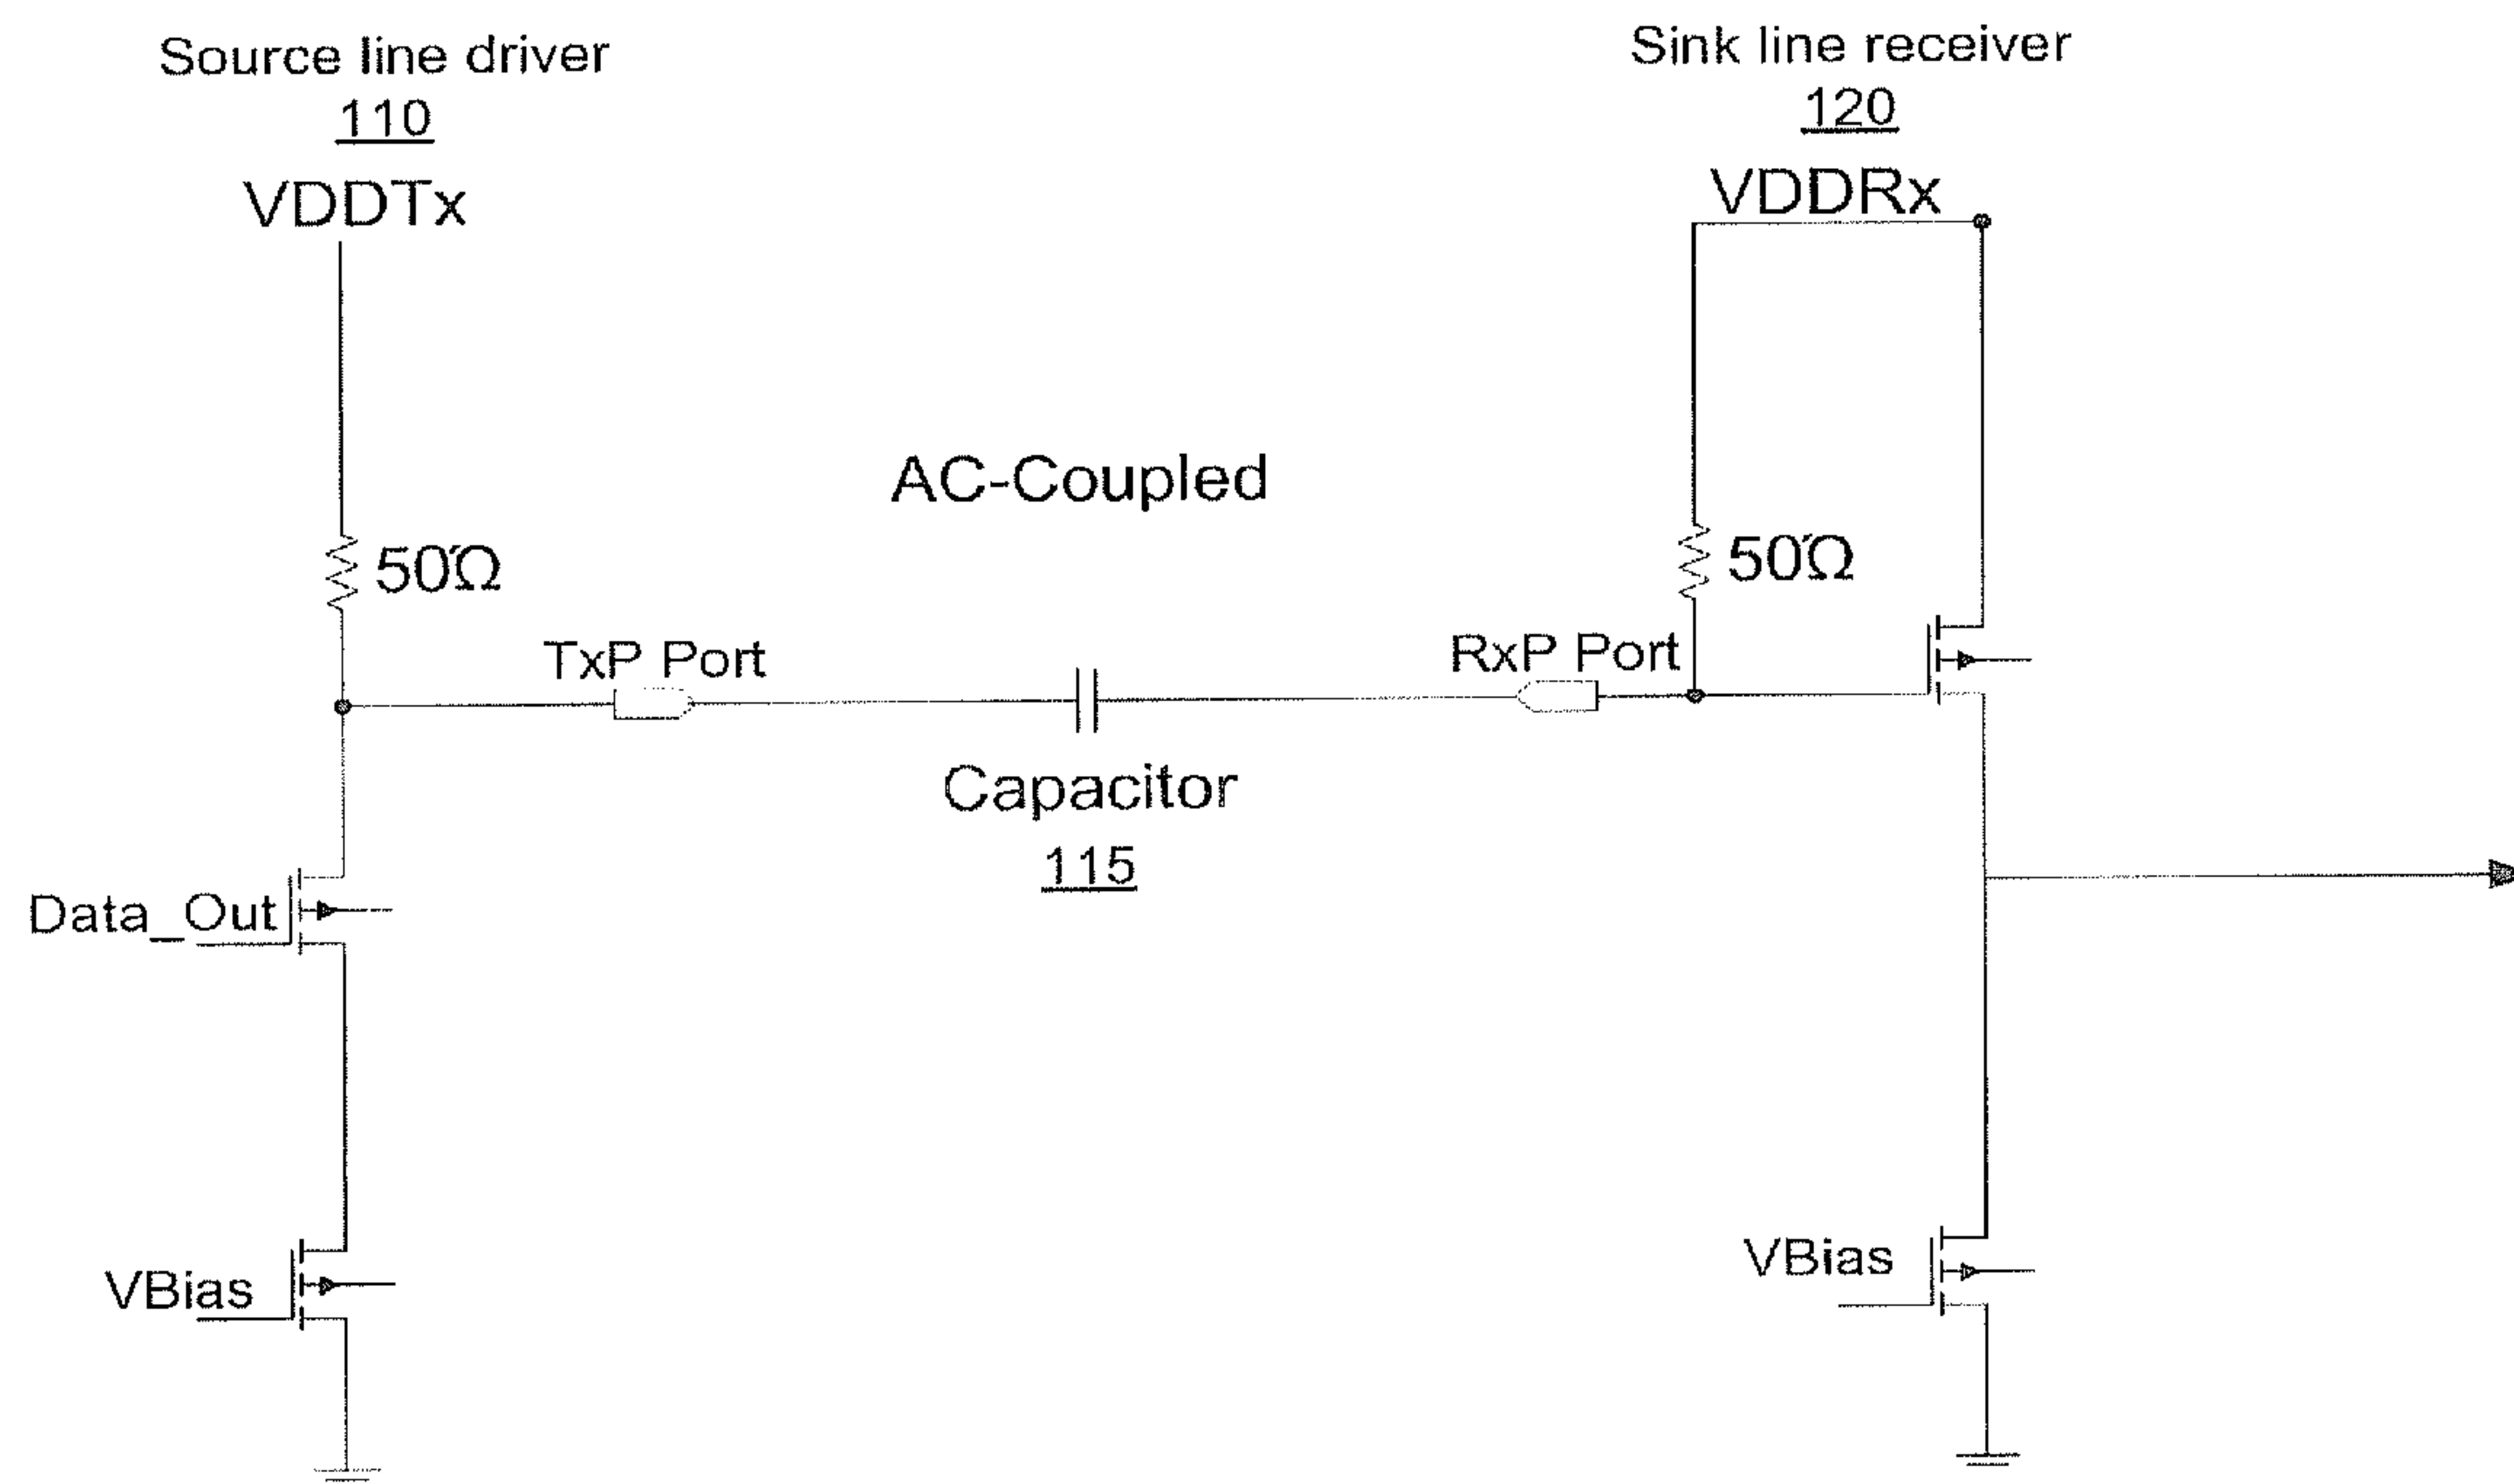 Source line driver
110
VDDTx
Sink line receiver
120
VDDRx
AC-Coupled
50Ω
50Ω
TxP Port
RxP Port
Capacitor
115
Data_Out
VBias
VBias